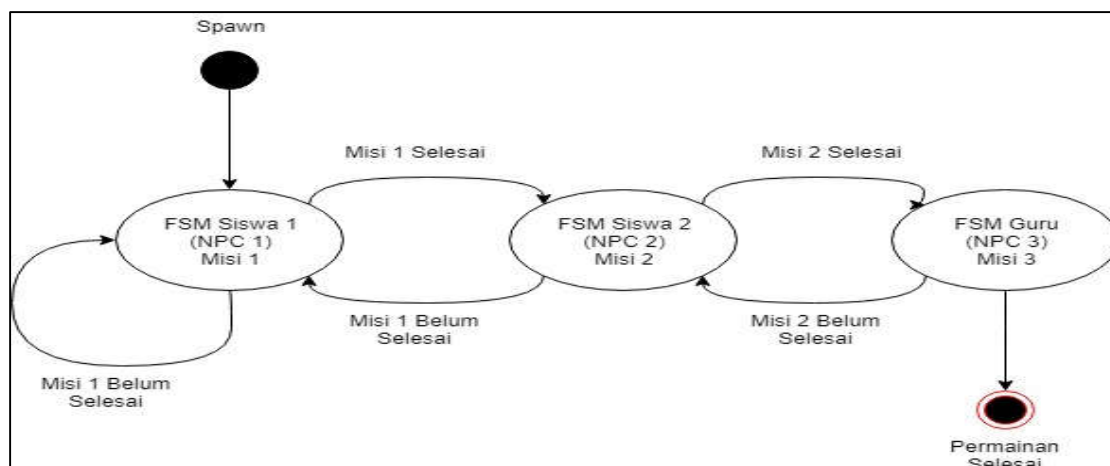 Spawn
Misi 1 Selesai
Misi 2 Selesai
FSM Siswa 1
(NPC 1)
Misi 1
FSM Siswa 2
(NPC 2)
Misi 2
FSM Guru
(NPC 3)
Misi 3
Misi 1 Belum
Selesai
Misi 2 Belum
Selesai
Misi 1 Belum
Selesai
Permainan
Selesai